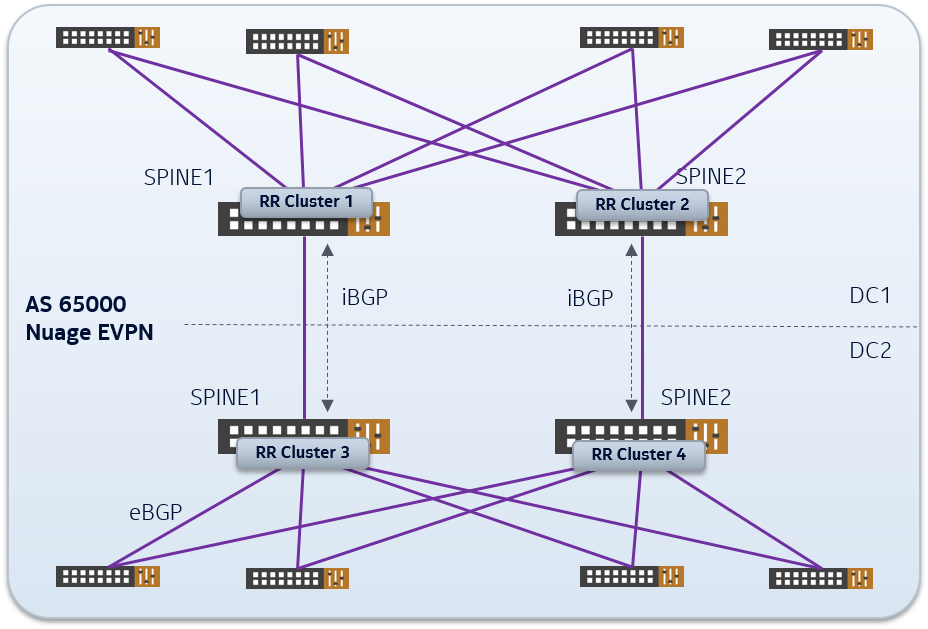 SPINE1
SPINE2
RR Cluster 1
RR Cluster 2
iBGP
iBGP
DC1
AS 65000
Nuage EVPN
DC2
SPINE1
SPINE2
RR Cluster 3
RR Cluster 4
eBGP